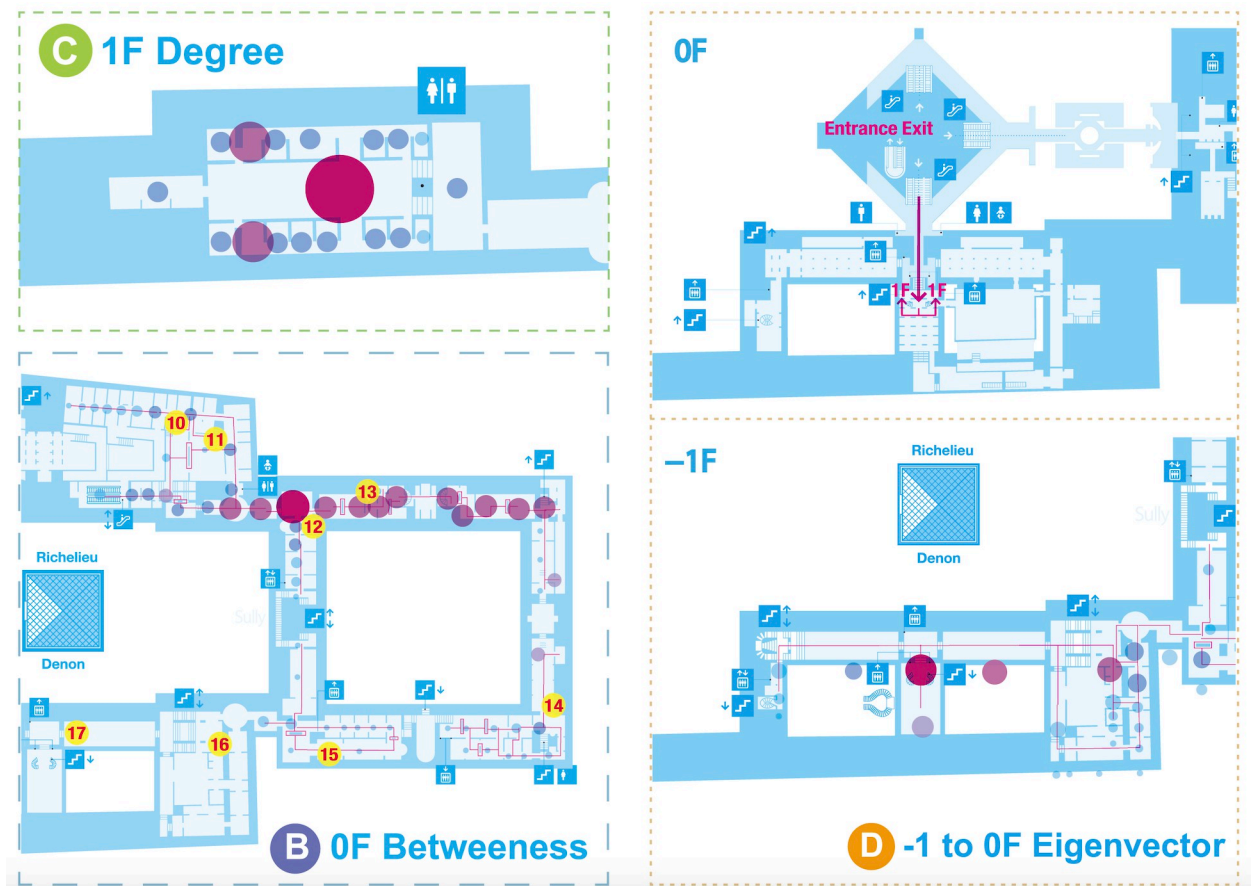 C 1F Degree
0F
Entrance Exit
1F 1F
10
11
13
12
Richelieu
Sully
Denon
14
17
16
15
B 0F Betweeness
−1F
Richelieu
Sully
Denon
D -1 to 0F Eigenvector